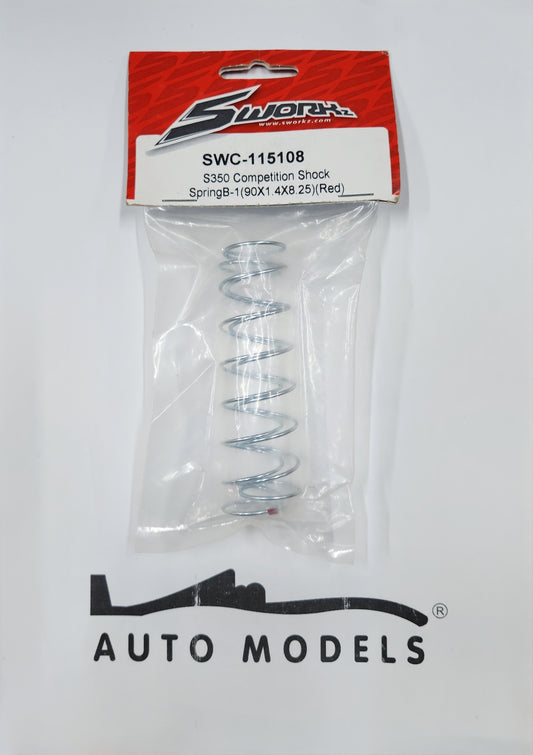 SWORKz
www.sworkz.com
SWC-115108
S350 Competition Shock
SpringB-1(90X1.4X8.25)(Red)
®
AUTO MODELS